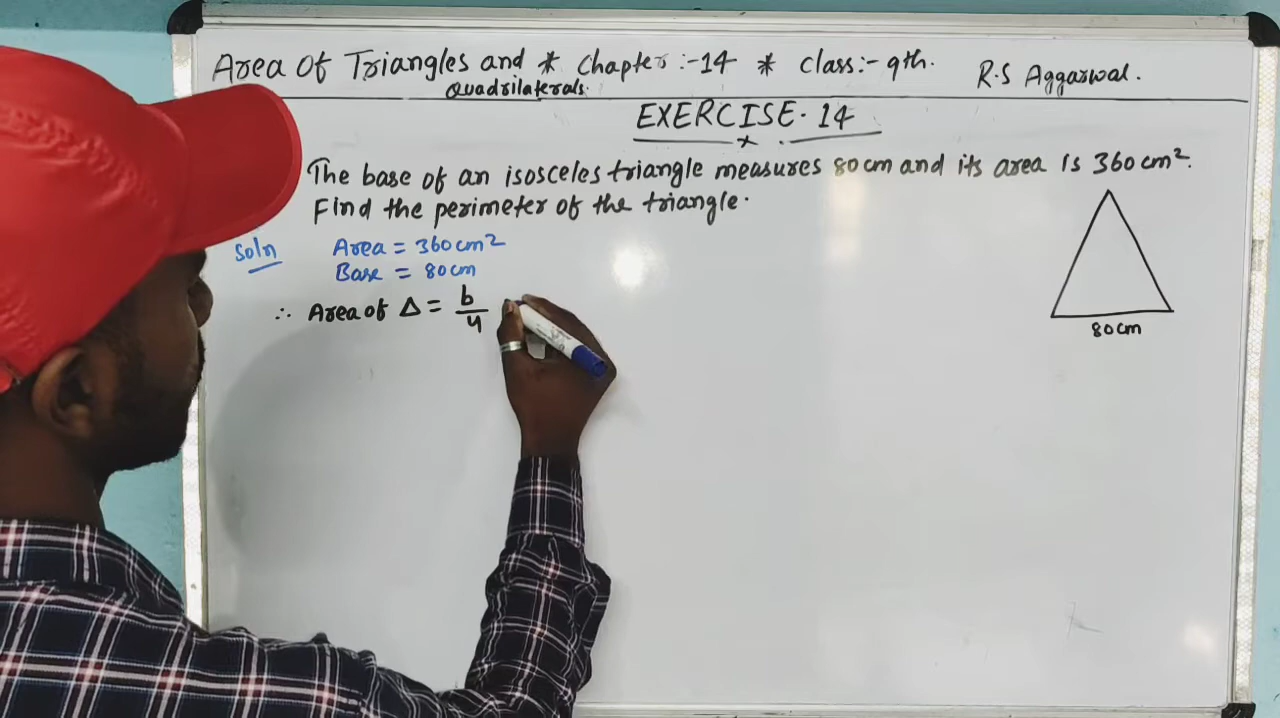 Area Of Triangles and * Chapter:-14 * Class:- 9th. R.S Aggarwal.
Quadrilaterals.
EXERCISE. 14
The base of an isosceles triangle measures 80cm and its area is 360cm².
Find the perimeter of the triangle.
Soln Area = 360cm²
Base = 80cm
∴ Area of Δ = b/4
80cm